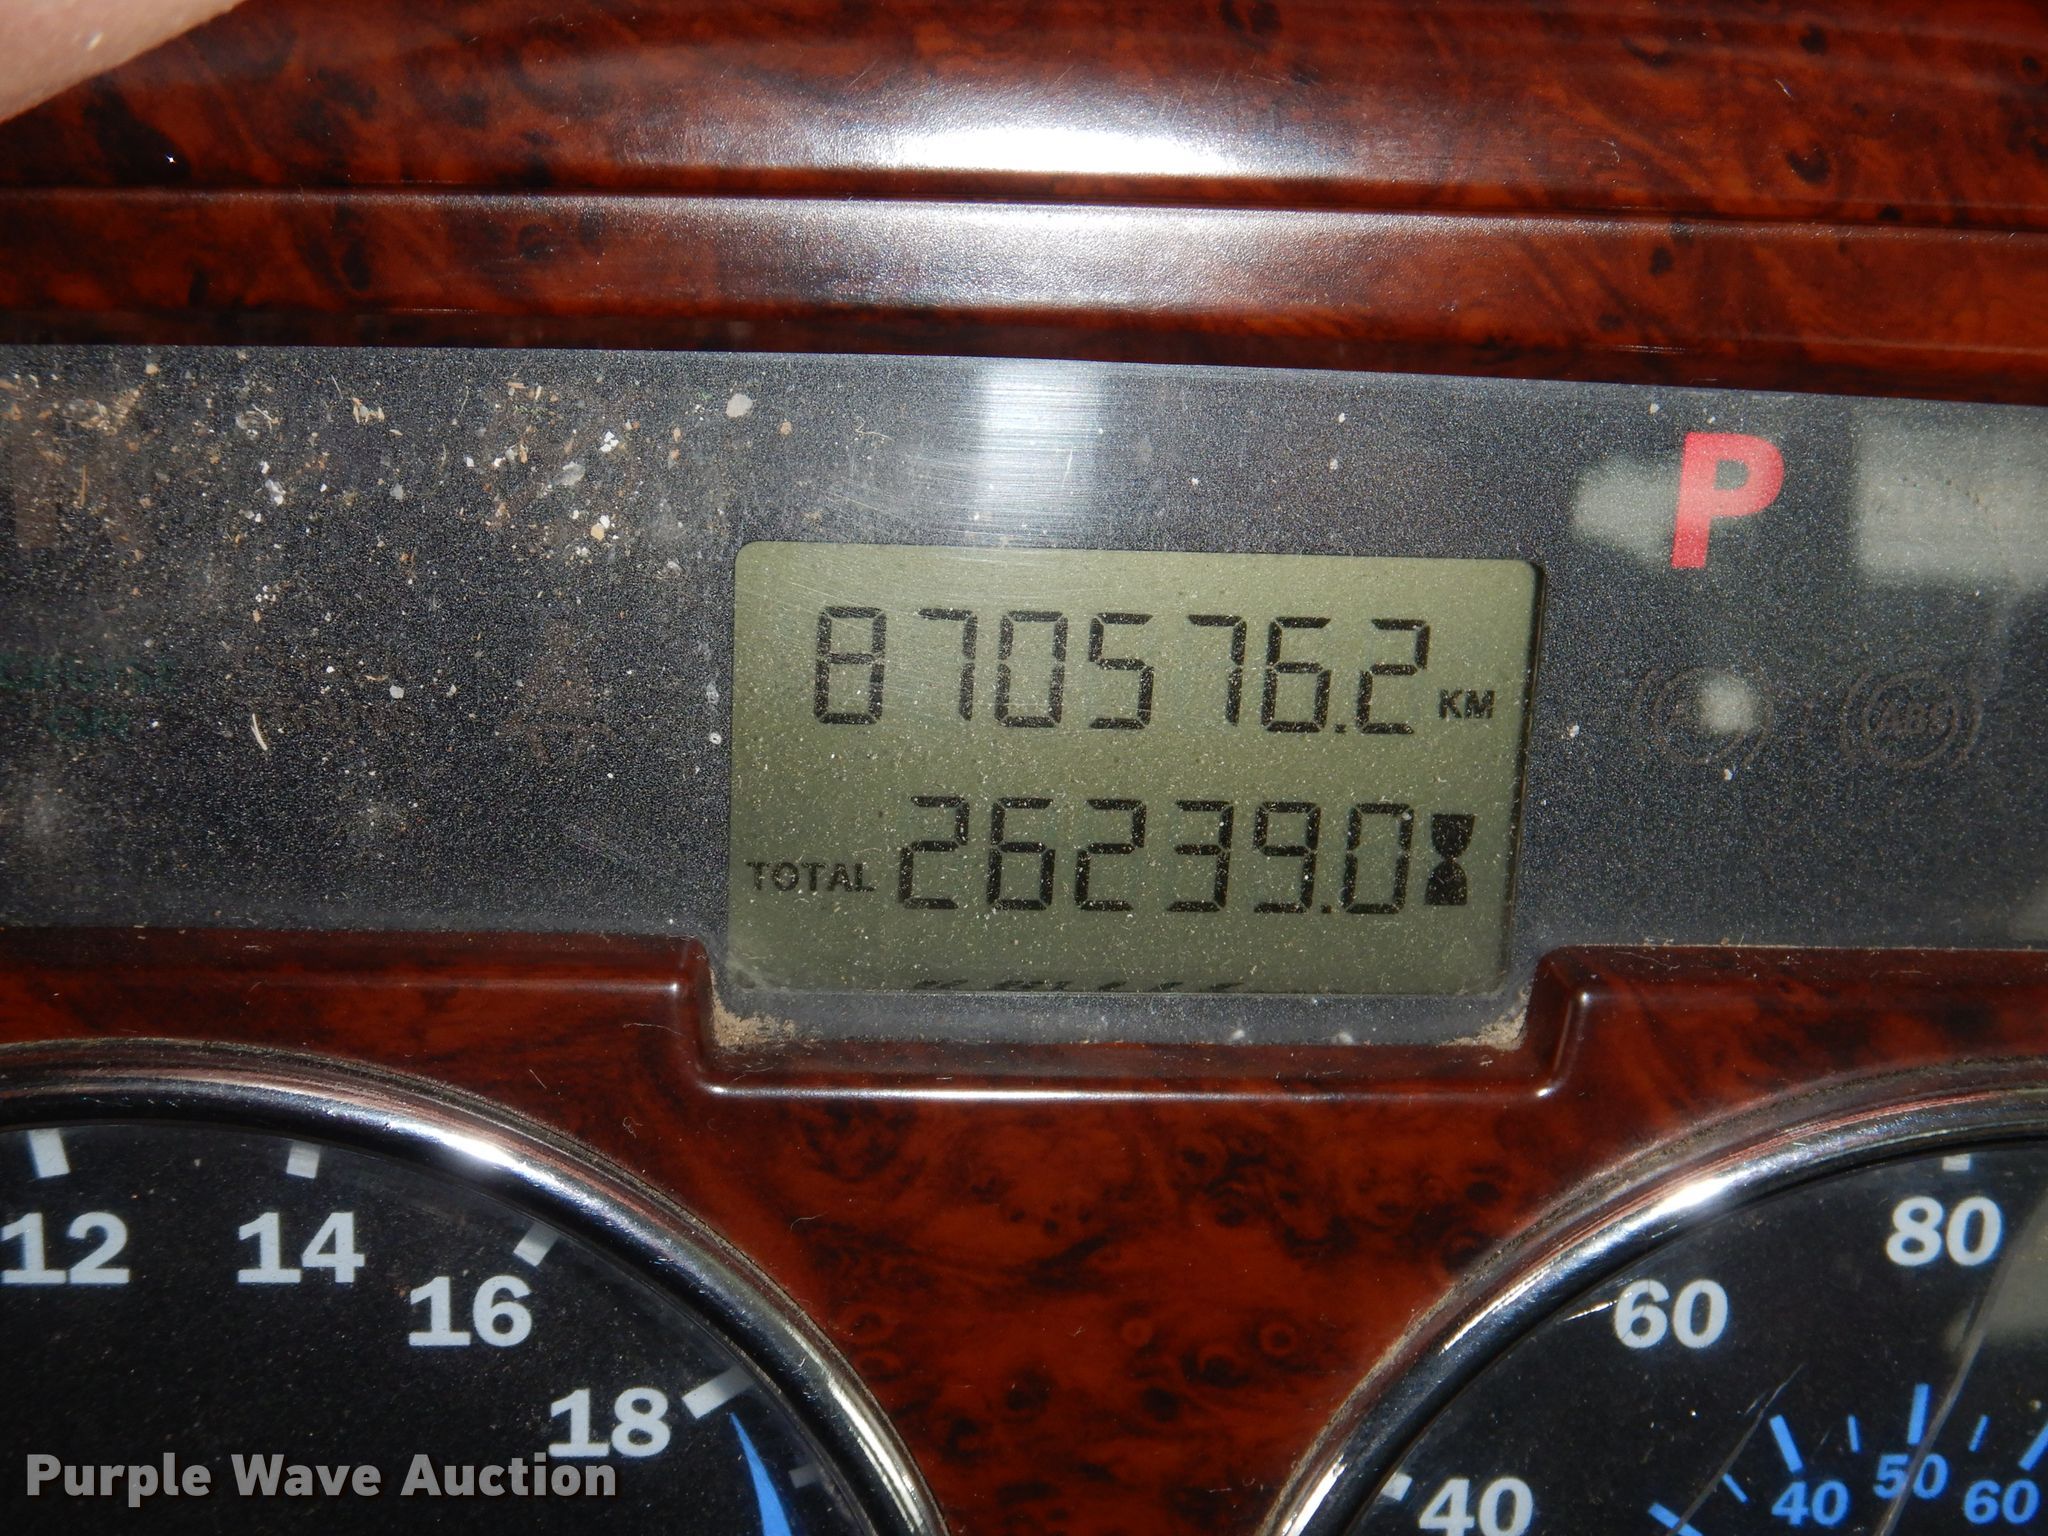 P
870576.2 KM
TOTAL 26239.0
ABS
12 14 16 18
40 60 80
40 50 60
Purple Wave Auction